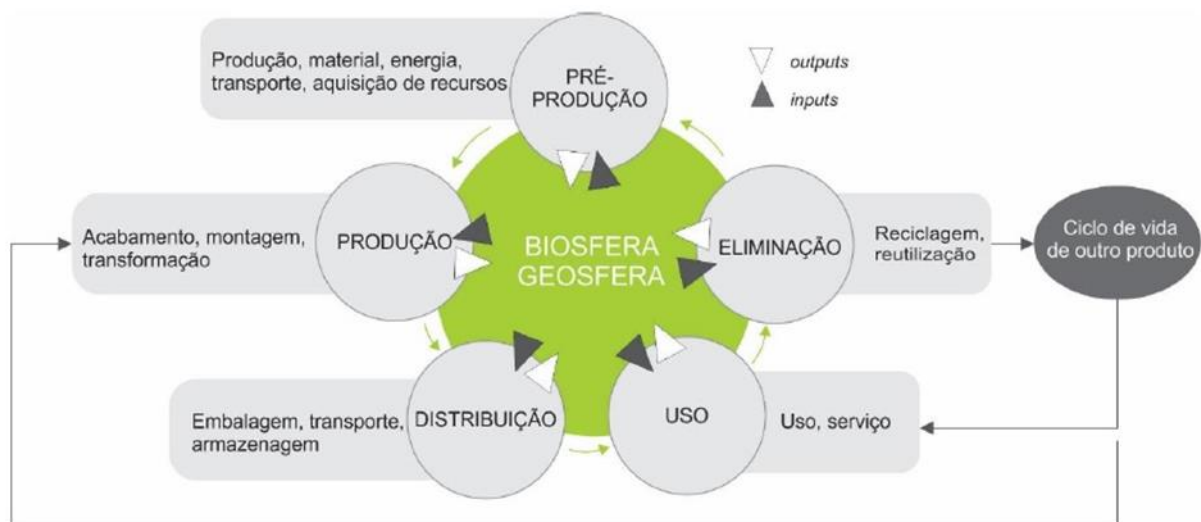 Produção, material, energia,
transporte, aquisição de recursos
PRÉ-
PRODUÇÃO
outputs
inputs
Acabamento, montagem,
transformação
PRODUÇÃO
BIOSFERA
GEOSFERA
ELIMINAÇÃO
Reciclagem,
reutilização
Ciclo de vida
de outro produto
Embalagem, transporte,
armazenagem
DISTRIBUIÇÃO
USO
Uso, serviço